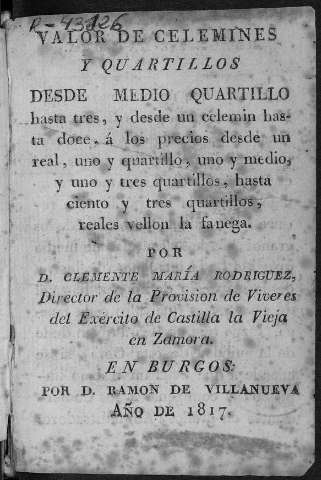 R-43126
VALOR DE CELEMINES
Y QUARTILLOS
DESDE MEDIO QUARTILLO
hasta tres, y desde un celemin has-
ta doce, á los precios desde un
real, uno y quartillo, uno y medio,
y uno y tres quartillos, hasta
ciento y tres quartillos,
reales vellon la fanega.
POR
D. CLEMENTE MARÍA RODRIGUEZ,
Director de la Provision de Viveres
del Exército de Castilla la Vieja
en Zamora.
EN BURGOS:
POR D. RAMON DE VILLANUEVA
AÑO DE 1817.